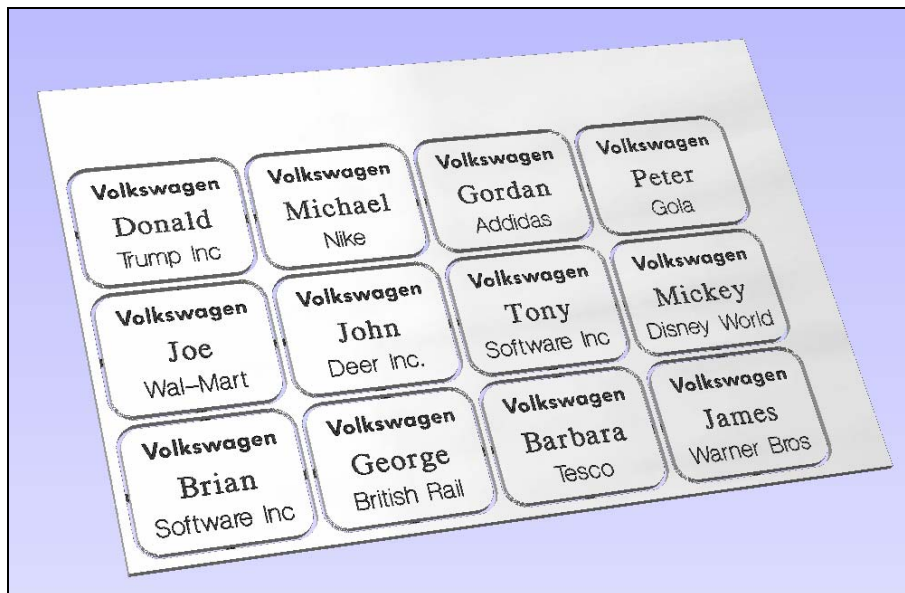 Volkswagen
Donald
Trump Inc
Volkswagen
Michael
Nike
Volkswagen
Gordan
Addidas
Volkswagen
Peter
Gola
Volkswagen
Joe
Wal-Mart
Volkswagen
John
Deer Inc.
Volkswagen
Tony
Software Inc
Volkswagen
Mickey
Disney World
Volkswagen
Brian
Software Inc
Volkswagen
George
British Rail
Volkswagen
Barbara
Tesco
Volkswagen
James
Warner Bros